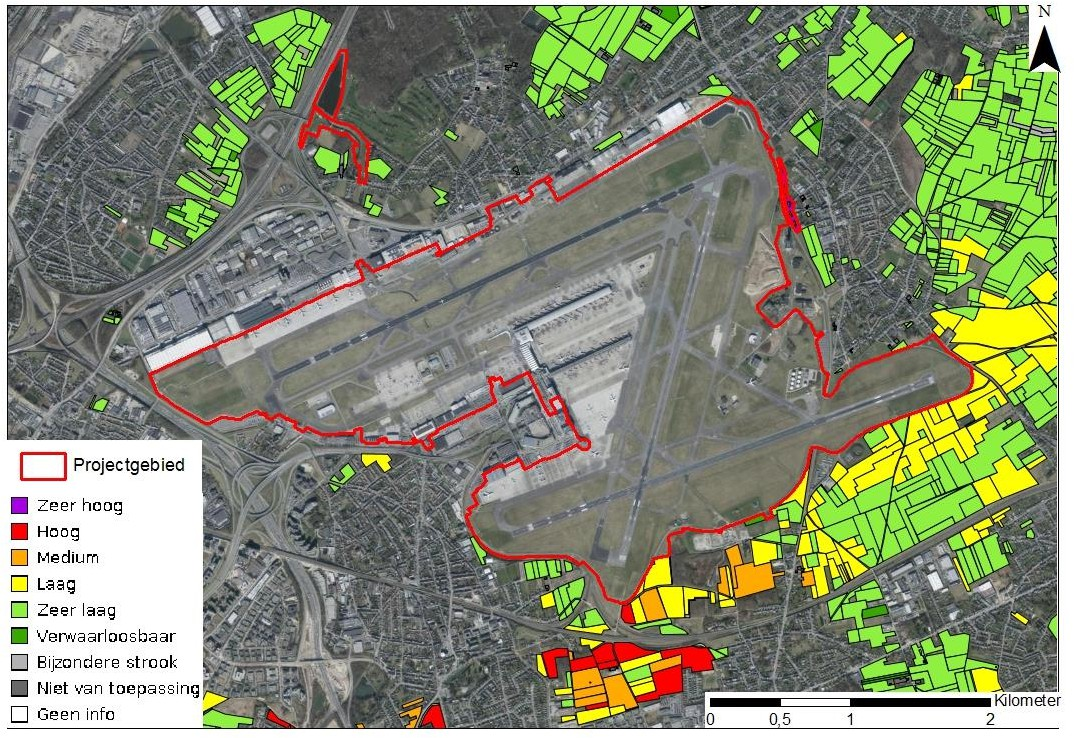 N
Projectgebied
Zeer hoog
Hoog
Medium
Laag
Zeer laag
Verwaarloosbaar
Bijzondere strook
Niet van toepassing
Geen info
Kilometer
0 0,5 1 2